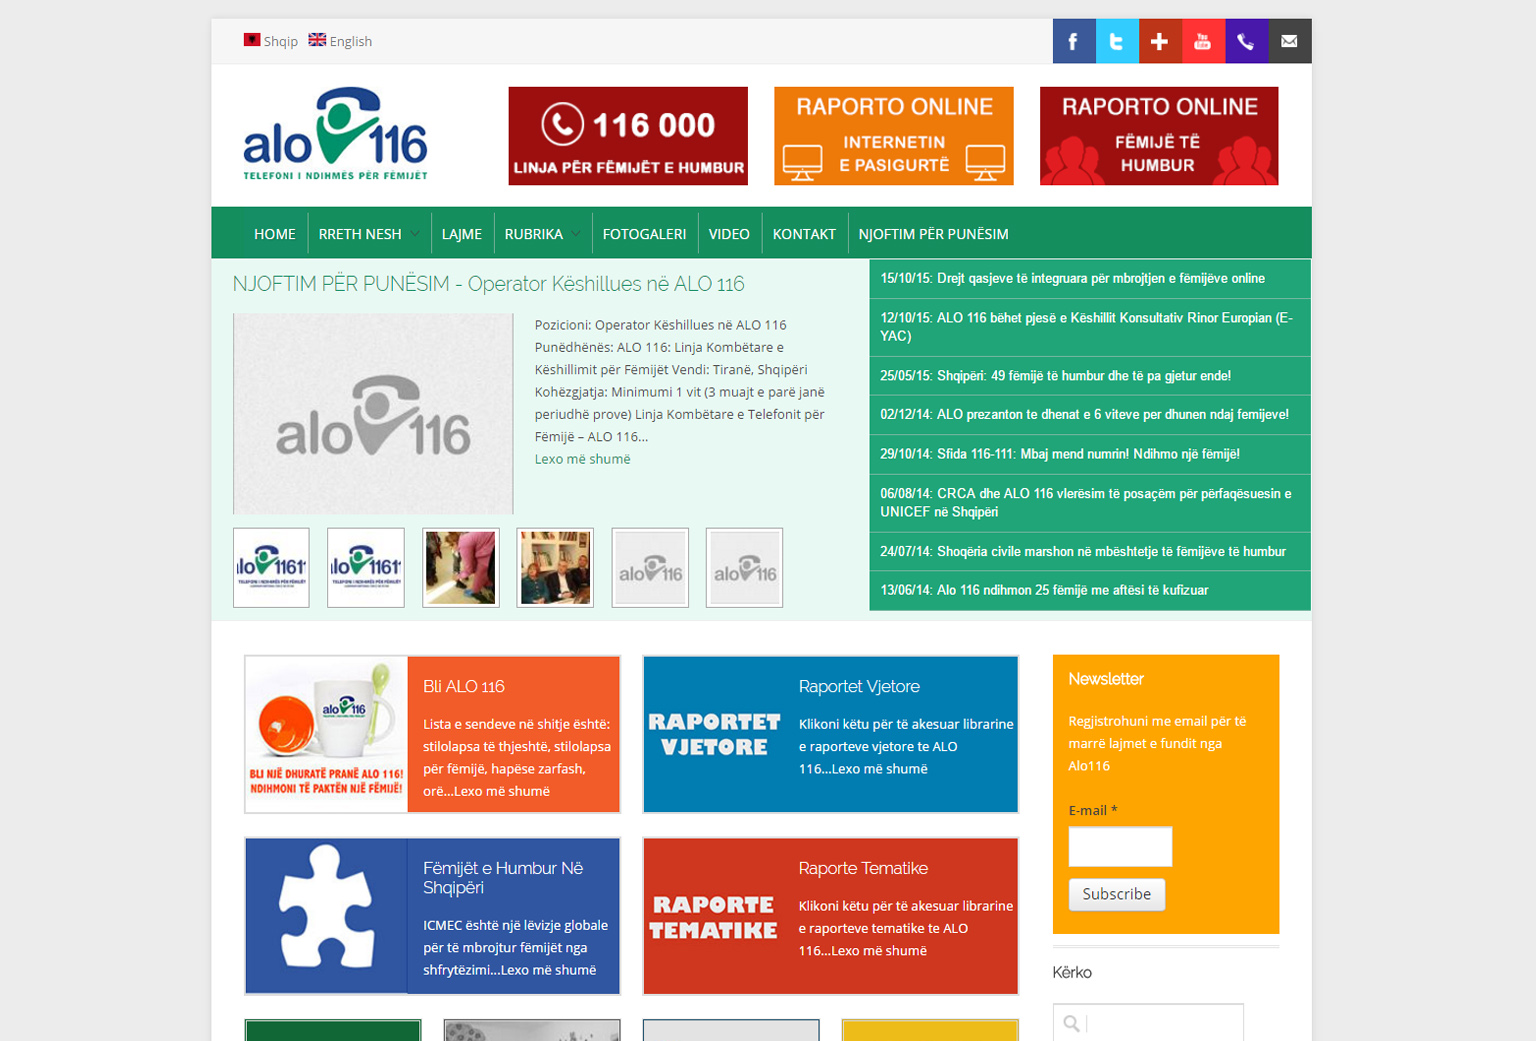 Shqip English
alo 116
TELEFONI I NDIHMËS PËR FËMIJËT
116 000
LINJA PËR FËMIJËT E HUMBUR
RAPORTO ONLINE
INTERNETIN
E PASIGURTË
RAPORTO ONLINE
FËMIJË TË
HUMBUR
HOME RRETH NESH LAJME RUBRIKA FOTOGALERI VIDEO KONTAKT NJOFTIM PËR PUNËSIM
NJOFTIM PËR PUNËSIM - Operator Këshillues në ALO 116
alo 116
Pozicioni: Operator Këshillues në ALO 116
Punëdhënës: ALO 116: Linja Kombëtare e
Këshillimit për Fëmijët Vendi: Tiranë, Shqipëri
Kohëzgjatja: Minimumi 1 vit (3 muajt e parë janë
periudhë prove) Linja Kombëtare e Telefonit për
Fëmijë – ALO 116...
Lexo më shumë
alo 116
alo 116
15/10/15: Drejt qasjeve të integruara për mbrojtjen e fëmijëve online
12/10/15: ALO 116 bëhet pjesë e Këshillit Konsultativ Rinor Europian (E-
YAC)
25/05/15: Shqipëri: 49 fëmijë të humbur dhe të pa gjetur ende!
02/12/14: ALO prezanton te dhenat e 6 viteve per dhunen ndaj femijeve!
29/10/14: Sfida 116-111: Mbaj mend numrin! Ndihmo një fëmijë!
06/08/14: CRCA dhe ALO 116 vlerësim të posaçëm për përfaqësuesin e
UNICEF në Shqipëri
24/07/14: Shoqëria civile marshon në mbështetje të fëmijëve të humbur
13/06/14: Alo 116 ndihmon 25 fëmijë me aftësi të kufizuar
alo 116
BLI NJË DHURATË PRANË ALO 116!
NDIHMONI TË PAKTËN NJË FËMIJË!
Bli ALO 116
Lista e sendeve në shitje është:
stilolapsa të thjeshtë, stilolapsa
për fëmijë, hapëse zarfash,
orë...Lexo më shumë
RAPORTET
VJETORE
Raportet Vjetore
Klikoni këtu për të akesuar librarine
e raporteve vjetore te ALO
116...Lexo më shumë
Fëmijët e Humbur Në
Shqipëri
ICMEC është një lëvizje globale
për të mbrojtur fëmijët nga
shfrytëzimi...Lexo më shumë
RAPORTE
TEMATIKE
Raporte Tematike
Klikoni këtu për të akesuar librarine
e raporteve tematike te ALO
116...Lexo më shumë
Newsletter
Regjistrohuni me email për të
marrë lajmet e fundit nga
Alo116
E-mail *
Subscribe
Kërko